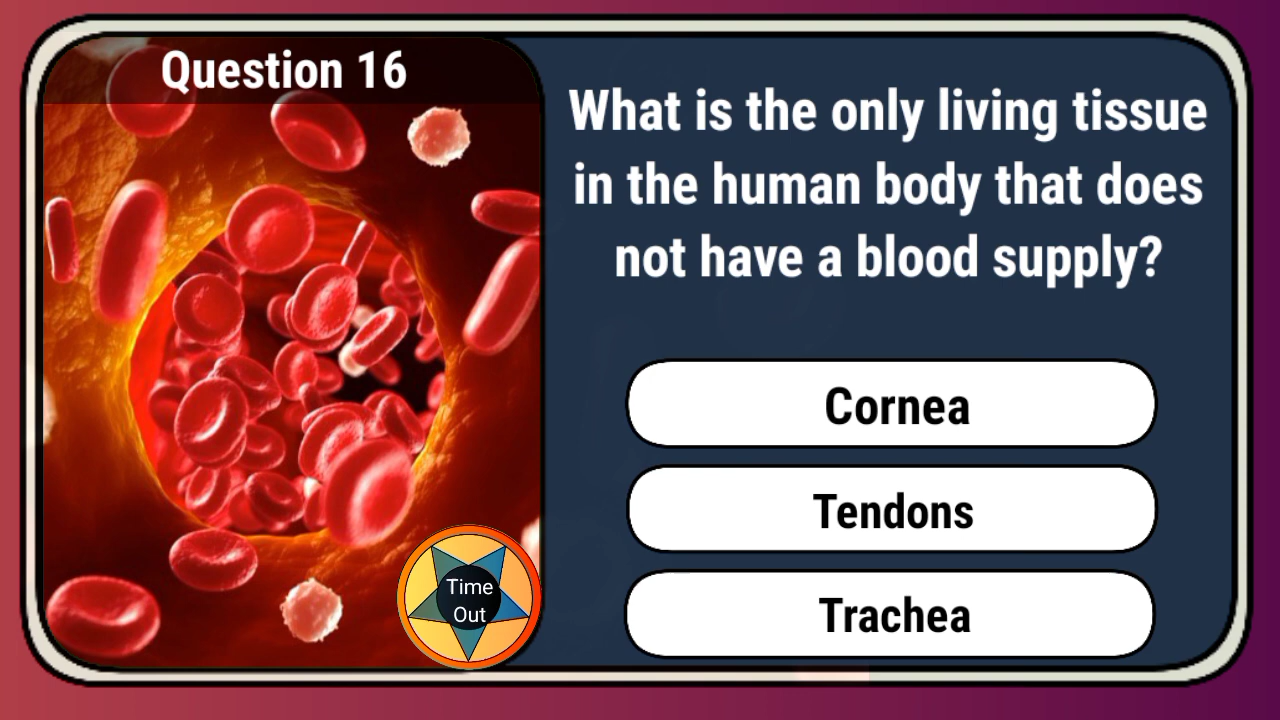 Question 16
What is the only living tissue
in the human body that does
not have a blood supply?
Cornea
Tendons
Trachea
Time
Out